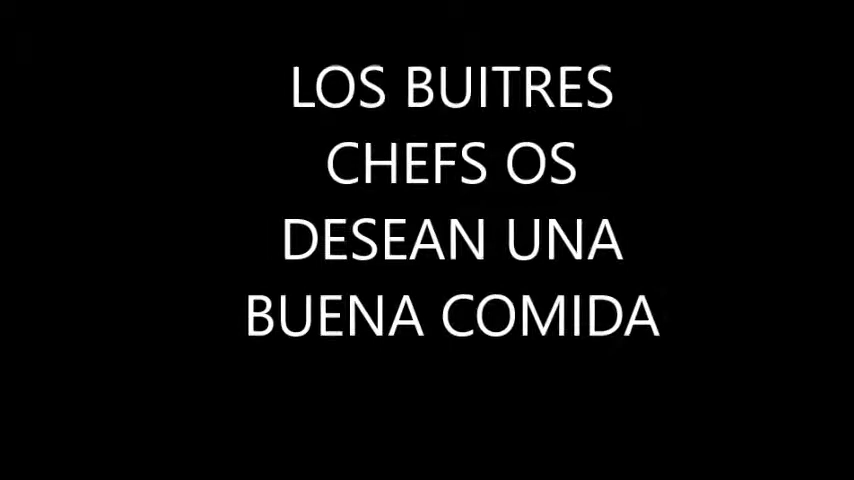 LOS BUITRES
CHEFS OS
DESEAN UNA
BUENA COMIDA